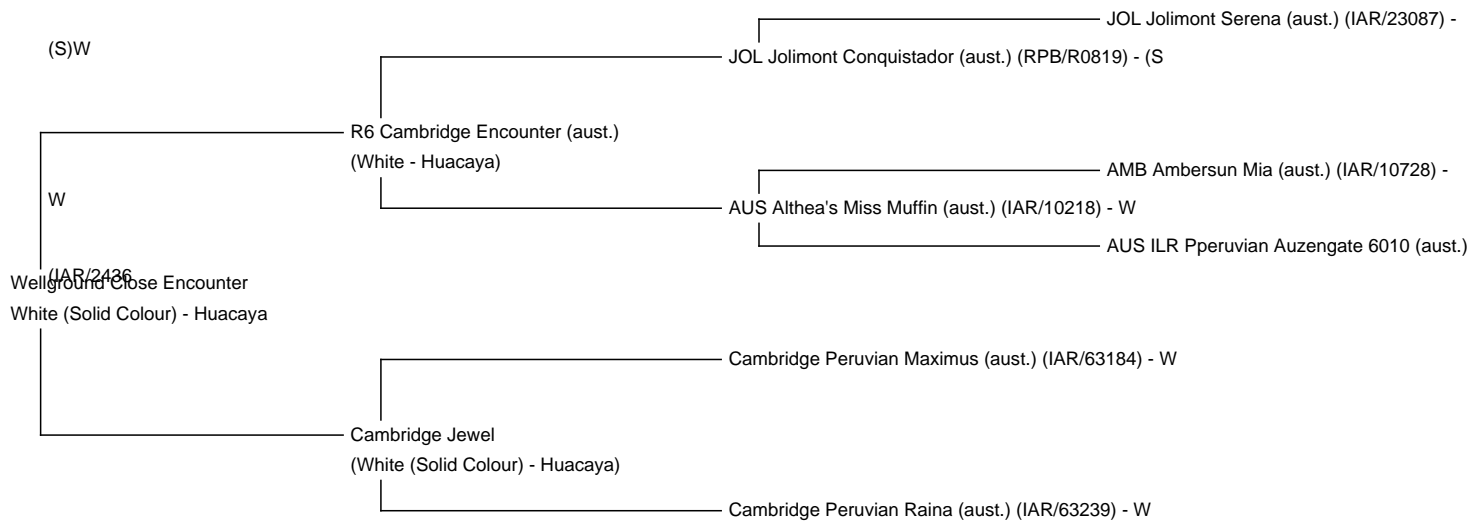 JOL Jolimont Serena (aust.) (IAR/23087) -
(S)W
JOL Jolimont Conquistador (aust.) (RPB/R0819) - (S
R6 Cambridge Encounter (aust.)
(White - Huacaya)
AMB Ambersun Mia (aust.) (IAR/10728) -
W
AUS Althea's Miss Muffin (aust.) (IAR/10218) - W
AUS ILR Pperuvian Auzengate 6010 (aust.)
(IAR/2436
Wellground Close Encounter
White (Solid Colour) - Huacaya
Cambridge Peruvian Maximus (aust.) (IAR/63184) - W
Cambridge Jewel
(White (Solid Colour) - Huacaya)
Cambridge Peruvian Raina (aust.) (IAR/63239) - W